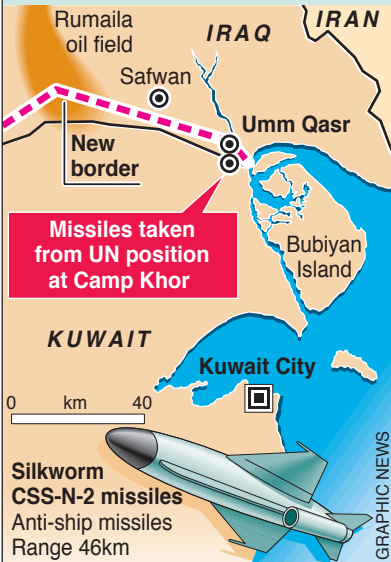 Rumaila
oil field
IRAQ
IRAN
Safwan
Umm Qasr
New
border
Missiles taken
from UN position
at Camp Khor
Bubiyan
Island
KUWAIT
Kuwait City
0 km 40
Silkworm
CSS-N-2 missiles
Anti-ship missiles
Range 46km
GRAPHIC NEWS